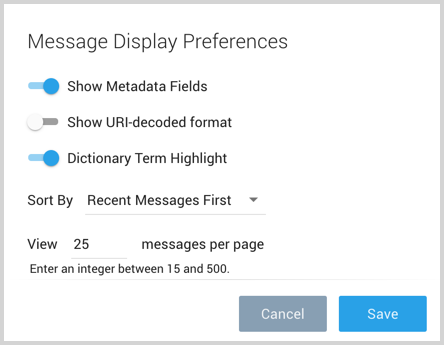 Message Display Preferences
Show Metadata Fields
Show URI-decoded format
Dictionary Term Highlight
Sort By Recent Messages First
View 25 messages per page
Enter an integer between 15 and 500.
Cancel Save